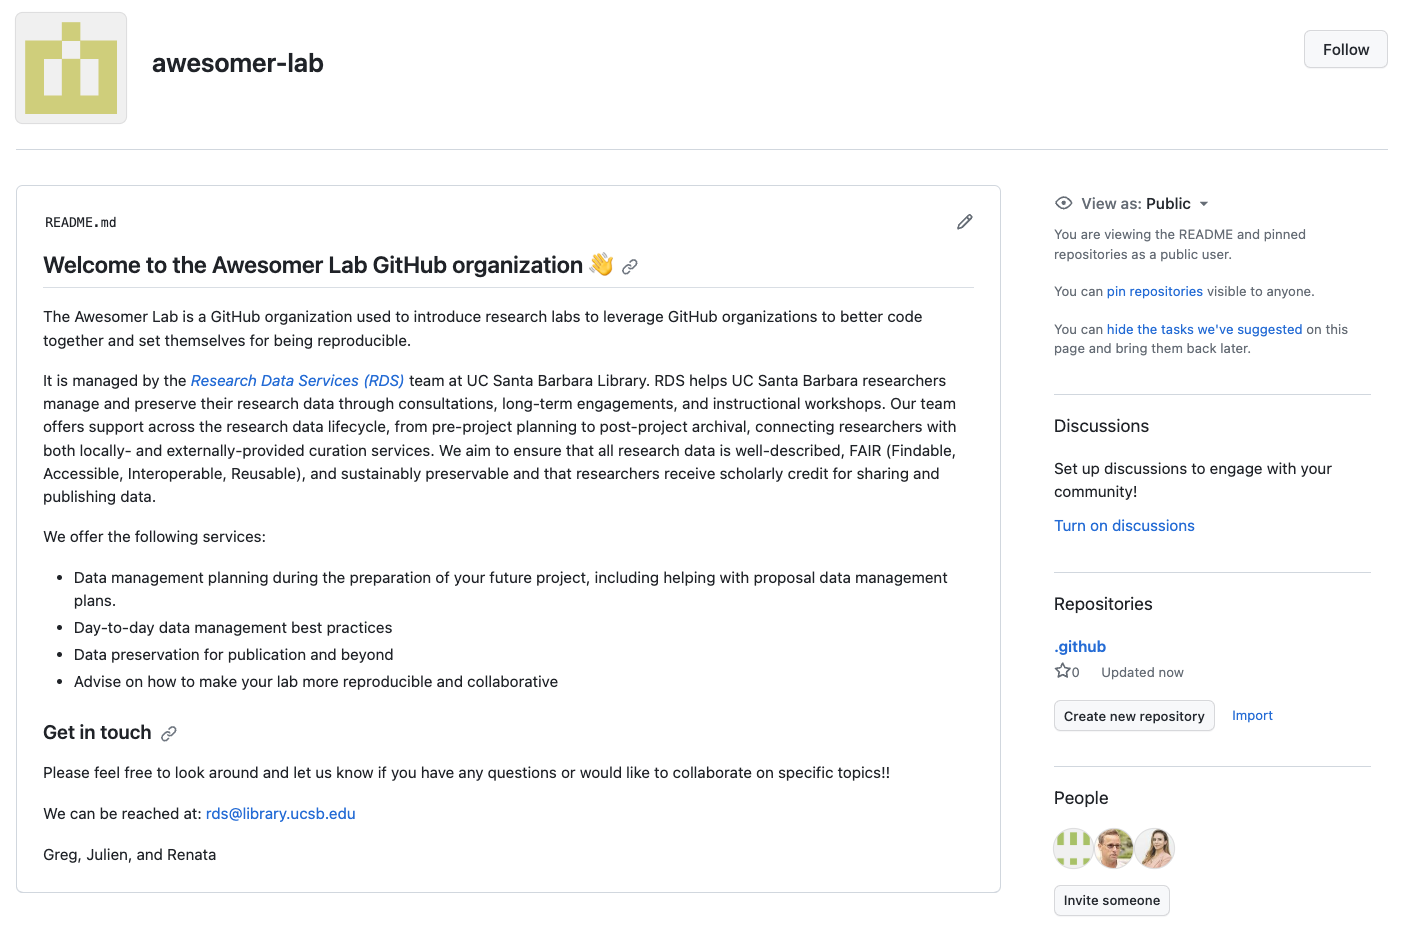 awesomer-lab
Follow
README.md
Welcome to the Awesomer Lab GitHub organization 👋
The Awesomer Lab is a GitHub organization used to introduce research labs to leverage GitHub organizations to better code
together and set themselves for being reproducible.
It is managed by the Research Data Services (RDS) team at UC Santa Barbara Library. RDS helps UC Santa Barbara researchers
manage and preserve their research data through consultations, long-term engagements, and instructional workshops. Our team
offers support across the research data lifecycle, from pre-project planning to post-project archival, connecting researchers with
both locally- and externally-provided curation services. We aim to ensure that all research data is well-described, FAIR (Findable,
Accessible, Interoperable, Reusable), and sustainably preservable and that researchers receive scholarly credit for sharing and
publishing data.
We offer the following services:
• Data management planning during the preparation of your future project, including helping with proposal data management
plans.
• Day-to-day data management best practices
• Data preservation for publication and beyond
• Advise on how to make your lab more reproducible and collaborative
Get in touch
Please feel free to look around and let us know if you have any questions or would like to collaborate on specific topics!!
We can be reached at: rds@library.ucsb.edu
Greg, Julien, and Renata
View as: Public
You are viewing the README and pinned
repositories as a public user.
You can pin repositories visible to anyone.
You can hide the tasks we've suggested on this
page and bring them back later.
Discussions
Set up discussions to engage with your
community!
Turn on discussions
Repositories
.github
0 Updated now
Create new repository Import
People
Invite someone